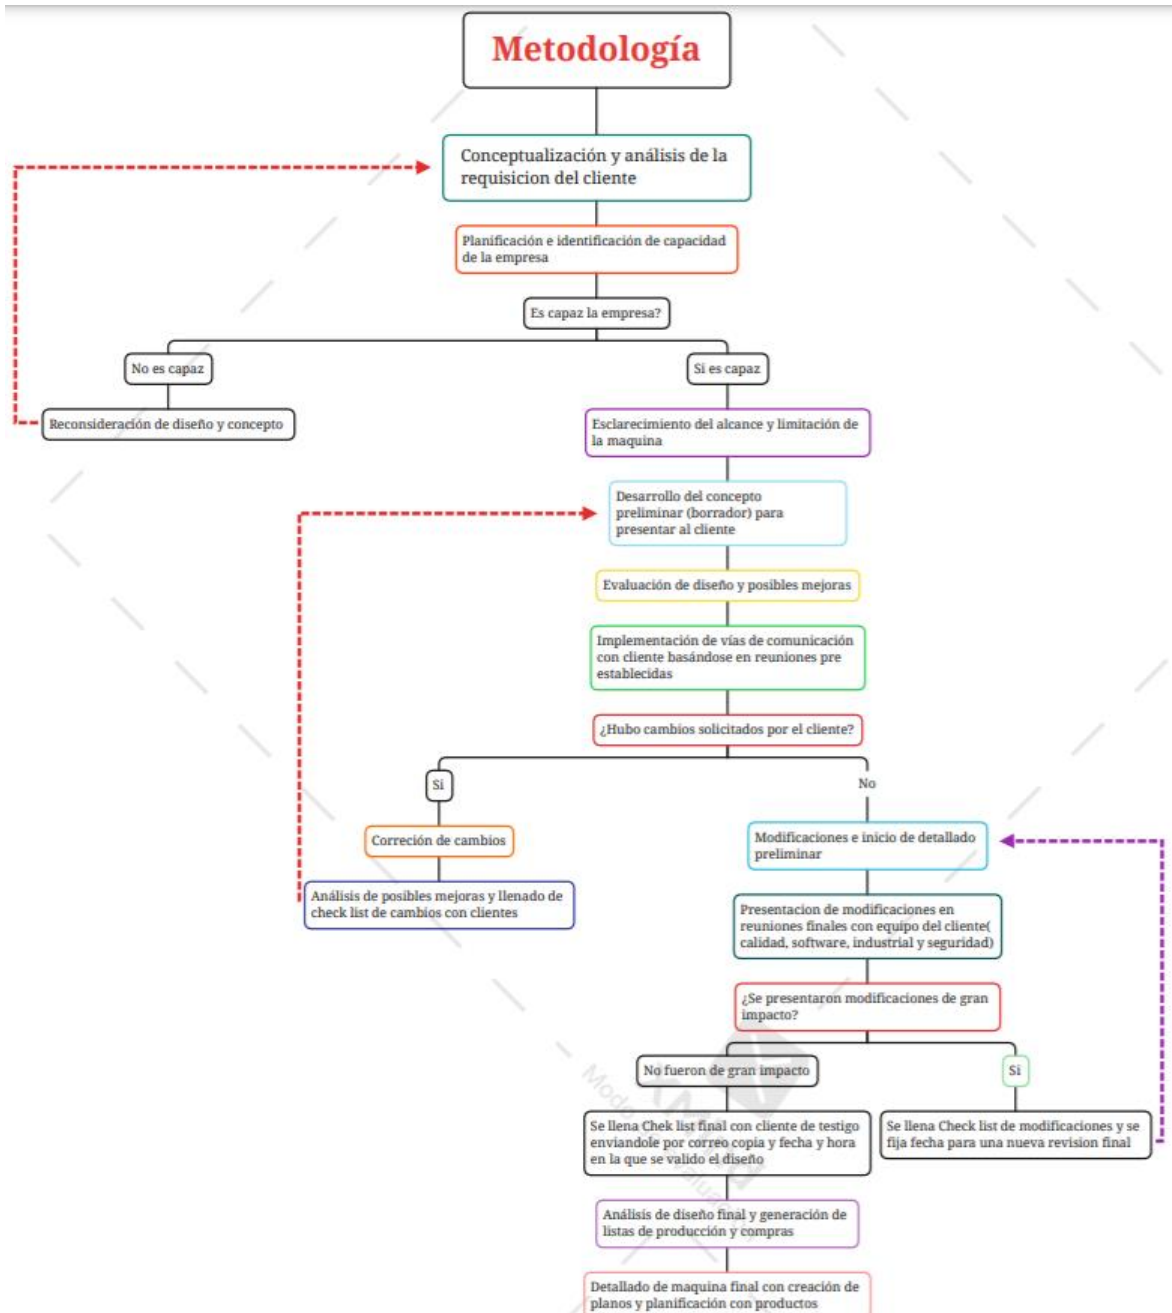 Metodología
Conceptualización y análisis de la
requisicion del cliente
Planificación e identificación de capacidad
de la empresa
Es capaz la empresa?
No es capaz
Si es capaz
Reconsideración de diseño y concepto
Esclarecimiento del alcance y limitación de
la maquina
Desarrollo del concepto
preliminar (borrador) para
presentar al cliente
Evaluación de diseño y posibles mejoras
Implementación de vías de comunicación
con cliente basándose en reuniones pre
establecidas
¿Hubo cambios solicitados por el cliente?
Si
No
Correción de cambios
Modificaciones e inicio de detallado
preliminar
Análisis de posibles mejoras y llenado de
check list de cambios con clientes
Presentacion de modificaciones en
reuniones finales con equipo del cliente(
calidad, software, industrial y seguridad)
¿Se presentaron modificaciones de gran
impacto?
No fueron de gran impacto
Si
Se llena Chek list final con cliente de testigo
enviandole por correo copia y fecha y hora
en la que se valido el diseño
Se llena Check list de modificaciones y se
fija fecha para una nueva revision final
Análisis de diseño final y generación de
listas de producción y compras
Detallado de maquina final con creación de
planos y planificación con productos
XMind
Modo